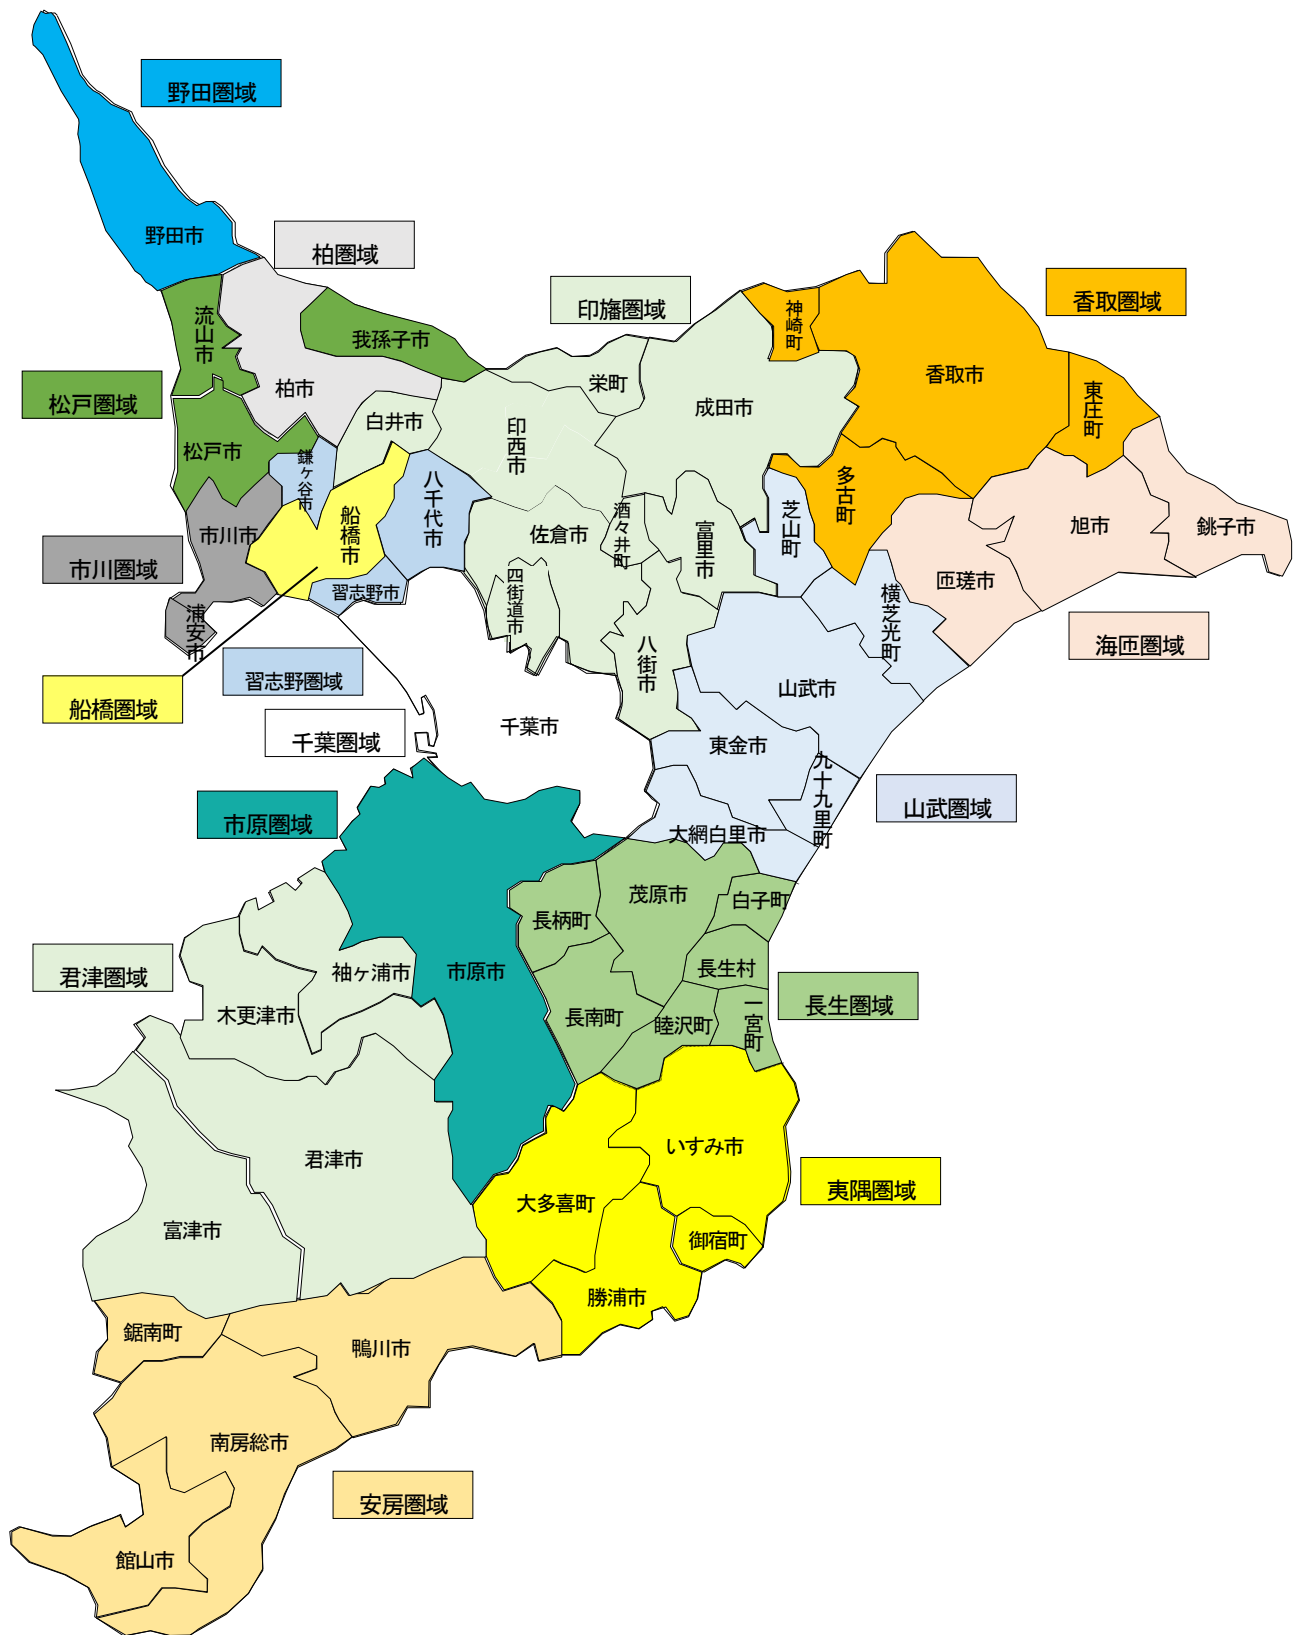 野田圏域
野田市
柏圏域
印旛圏域
香取圏域
流山市
我孫子市
神崎町
香取市
東庄町
松戸圏域
柏市
栄町
成田市
白井市
印西市
松戸市
鎌ヶ谷市
八千代市
多古町
市川市
船橋市
佐倉市
酒々井町
富里市
芝山町
旭市
銚子市
市川圏域
四街道市
習志野市
匝瑳市
横芝光町
浦安市
八街市
海匝圏域
習志野圏域
船橋圏域
山武市
千葉市
千葉圏域
東金市
九十九里町
山武圏域
市原圏域
大網白里市
茂原市
白子町
長柄町
君津圏域
袖ヶ浦市
市原市
長生村
長生圏域
木更津市
長南町
睦沢町
一宮町
君津市
いすみ市
夷隅圏域
大多喜町
富津市
御宿町
勝浦市
鋸南町
鴨川市
南房総市
安房圏域
館山市